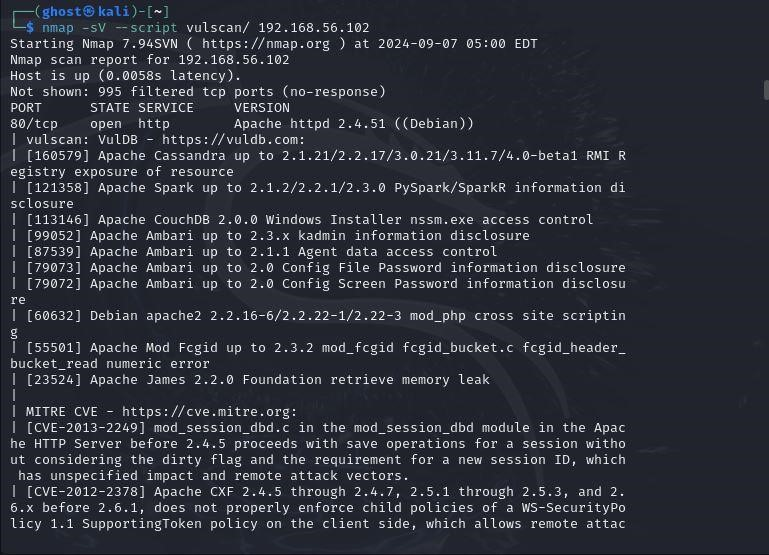 ┌──(ghost㉿kali)-[~]
└─$ nmap -sV --script vulscan/ 192.168.56.102
Starting Nmap 7.94SVN ( https://nmap.org ) at 2024-09-07 05:00 EDT
Nmap scan report for 192.168.56.102
Host is up (0.0058s latency).
Not shown: 995 filtered tcp ports (no-response)
PORT      STATE SERVICE      VERSION
80/tcp    open  http         Apache httpd 2.4.51 ((Debian))
| vulscan: VulDB - https://vuldb.com:
| [160579] Apache Cassandra up to 2.1.21/2.2.17/3.0.21/3.11.7/4.0-beta1 RMI R
egistry exposure of resource
| [121358] Apache Spark up to 2.1.2/2.2.1/2.3.0 PySpark/SparkR information di
sclosure
| [113146] Apache CouchDB 2.0.0 Windows Installer nssm.exe access control
| [99052] Apache Ambari up to 2.3.x kadmin information disclosure
| [87539] Apache Ambari up to 2.1.1 Agent data access control
| [79073] Apache Ambari up to 2.0 Config File Password information disclosure
| [79072] Apache Ambari up to 2.0 Config Screen Password information disclosu
re
| [60632] Debian apache2 2.2.16-6/2.2.22-1/2.22-3 mod_php cross site scriptin
g
| [55501] Apache Mod Fcgid up to 2.3.2 mod_fcgid fcgid_bucket.c fcgid_header_
bucket_read numeric error
| [23524] Apache James 2.2.0 Foundation retrieve memory leak
|
| MITRE CVE - https://cve.mitre.org:
| [CVE-2013-2249] mod_session_dbd.c in the mod_session_dbd module in the Apac
he HTTP Server before 2.4.5 proceeds with save operations for a session witho
ut considering the dirty flag and the requirement for a new session ID, which
 has unspecified impact and remote attack vectors.
| [CVE-2012-2378] Apache CXF 2.4.5 through 2.4.7, 2.5.1 through 2.5.3, and 2.
6.x before 2.6.1, does not properly enforce child policies of a WS-SecurityPo
licy 1.1 SupportingToken policy on the client side, which allows remote attac